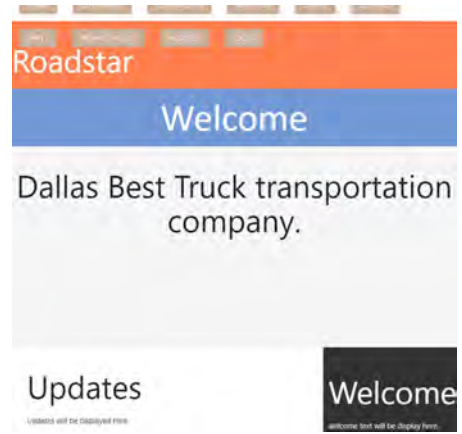 Roadstar
Welcome
Dallas Best Truck transportation
company.
Updates
Updates will be displayed here.
Welcome
Welcome text will be display here.